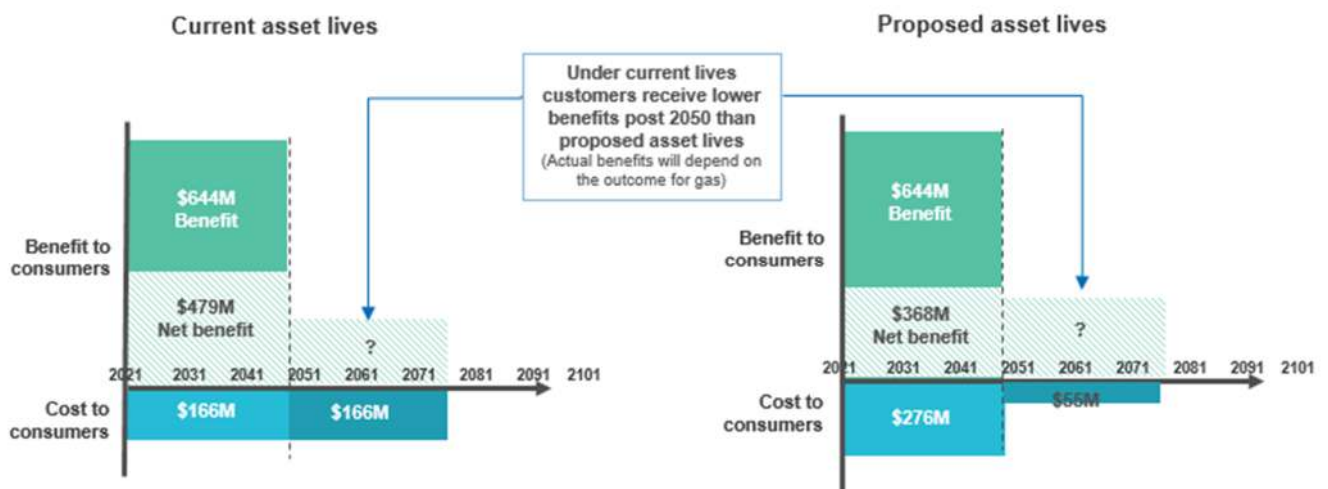 Current asset lives
Proposed asset lives
Under current lives
customers receive lower
benefits post 2050 than
proposed asset lives
(Actual benefits will depend on
the outcome for gas)
$644M
Benefit
Benefit to
consumers
$479M
Net benefit
?
2021 2031 2041 2051 2061 2071 2081 2091 2101
Cost to
consumers
$166M
$166M
$644M
Benefit
Benefit to
consumers
$368M
Net benefit
?
2021 2031 2041 2051 2061 2071 2081 2091 2101
Cost to
consumers
$276M
$55M